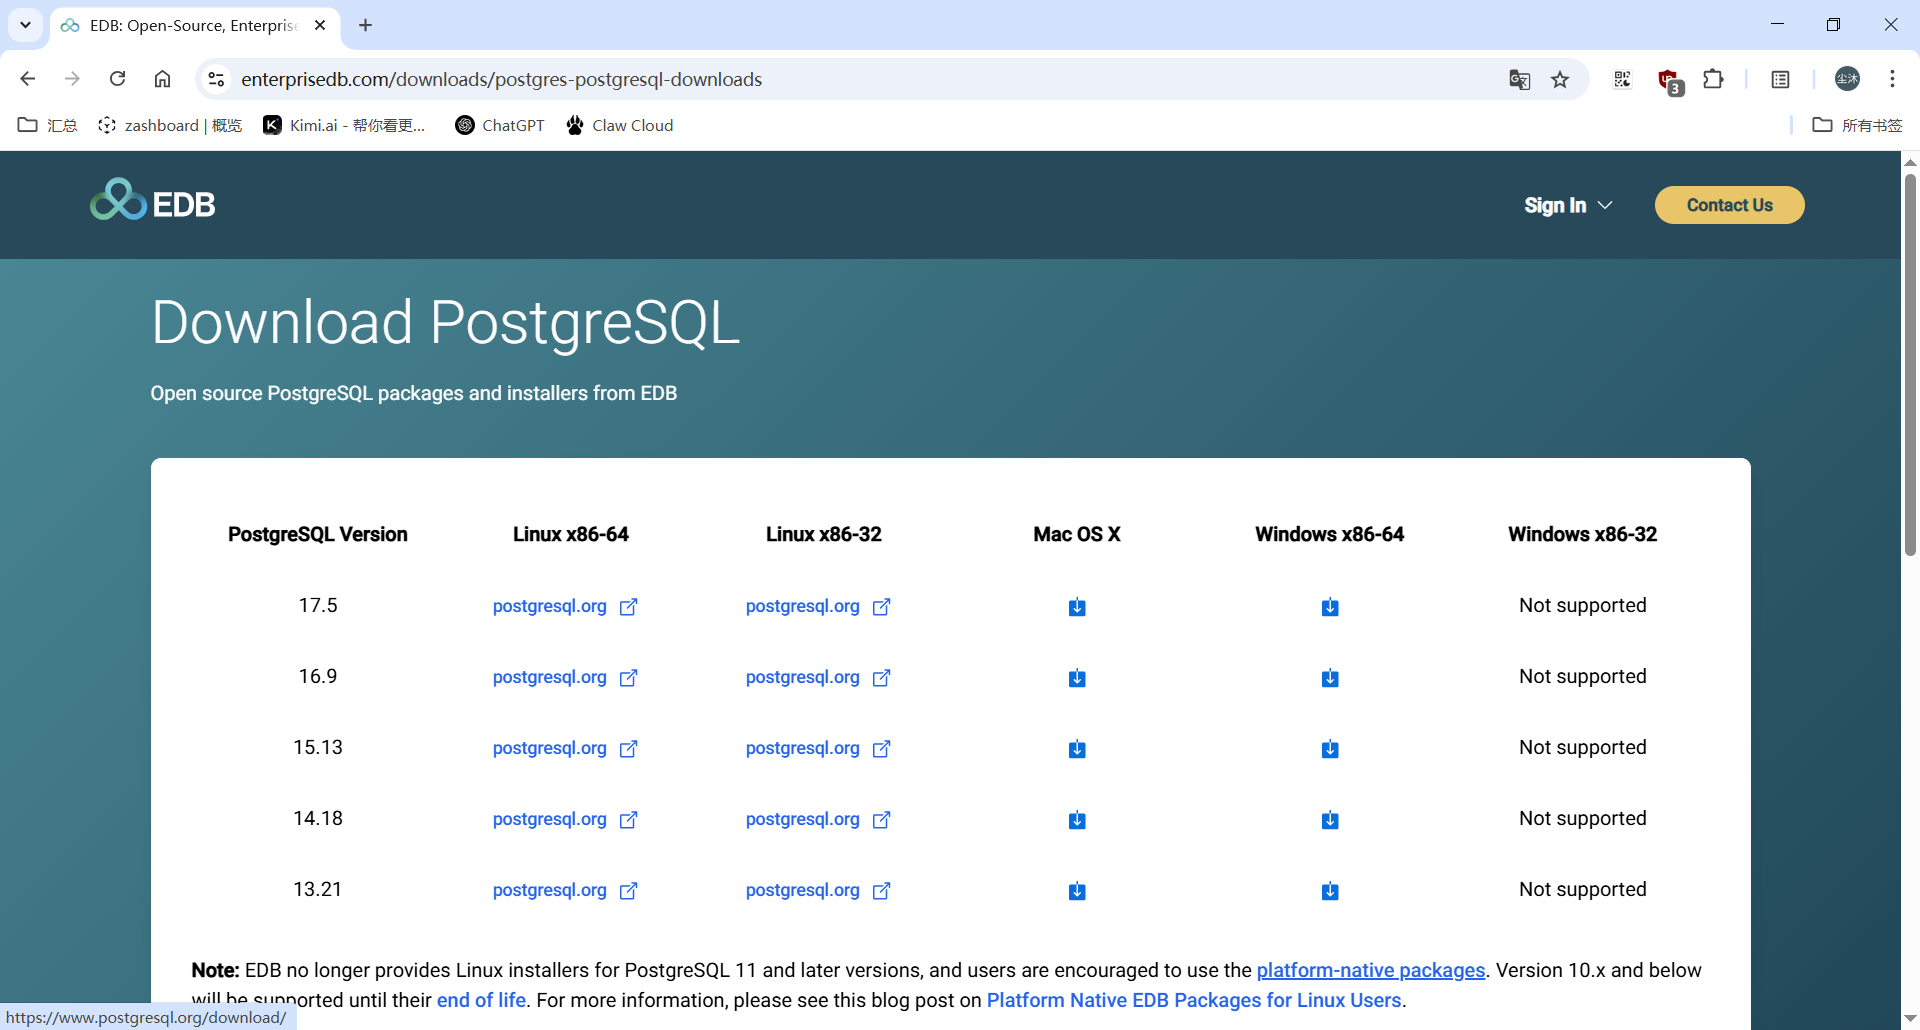 EDB: Open-Source, Enterpris
enterprisedb.com/downloads/postgres-postgresql-downloads
3
尘沐
汇总
zashboard | 概览
Kimi.ai - 帮你看更...
ChatGPT
Claw Cloud
所有书签
EDB
Sign In
Contact Us
Download PostgreSQL
Open source PostgreSQL packages and installers from EDB
PostgreSQL Version Linux x86-64 Linux x86-32 Mac OS X Windows x86-64 Windows x86-32
17.5 postgresql.org postgresql.org Not supported
16.9 postgresql.org postgresql.org Not supported
15.13 postgresql.org postgresql.org Not supported
14.18 postgresql.org postgresql.org Not supported
13.21 postgresql.org postgresql.org Not supported
Note: EDB no longer provides Linux installers for PostgreSQL 11 and later versions, and users are encouraged to use the platform-native packages. Version 10.x and below
will be supported until their end of life. For more information, please see this blog post on Platform Native EDB Packages for Linux Users.
https://www.postgresql.org/download/